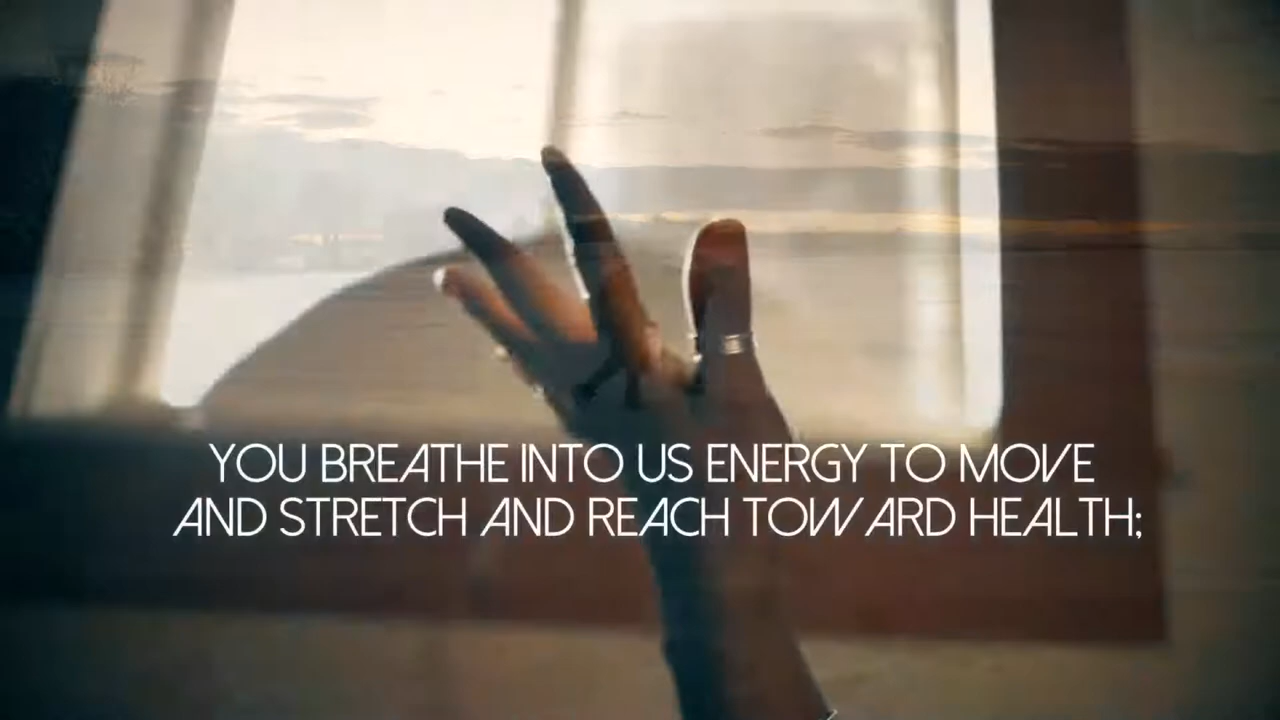 YOU BREATHE INTO US ENERGY TO MOVE
AND STRETCH AND REACH TOWARD HEALTH;